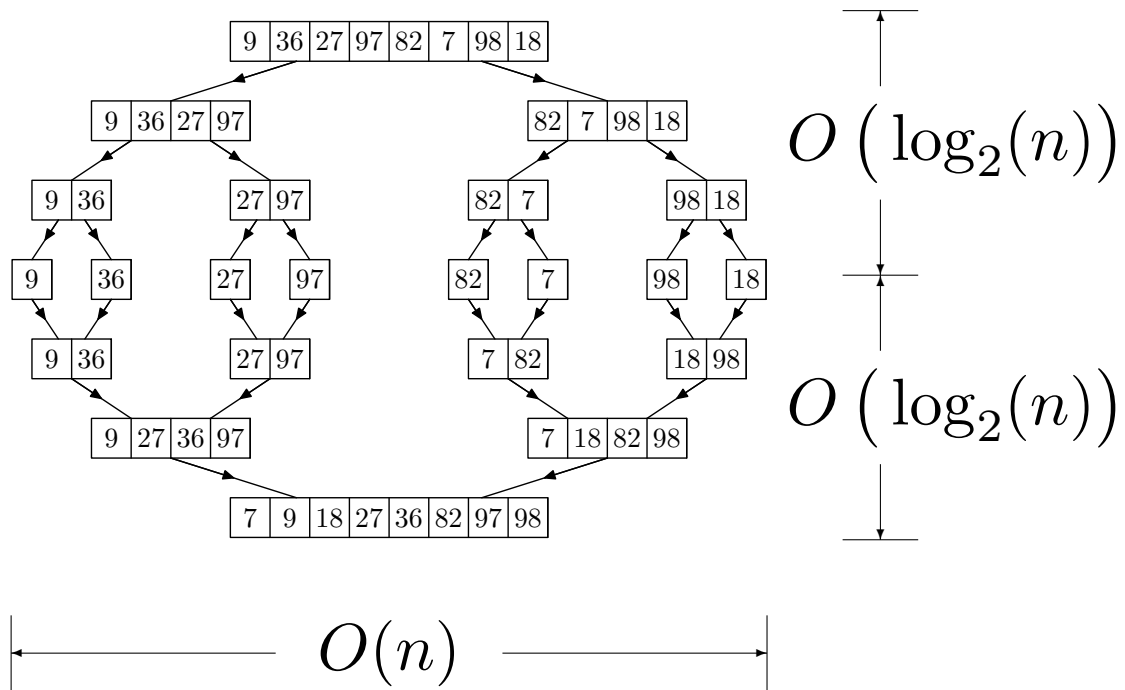 9 36 27 97 82 7 98 18
9 36 27 97 82 7 98 18
O(log₂(n))
9 36 27 97 82 7 98 18
9 36 27 97 82 7 98 18
9 36 27 97 7 82 18 98
O(log₂(n))
9 27 36 97 7 18 82 98
7 9 18 27 36 82 97 98
O(n)